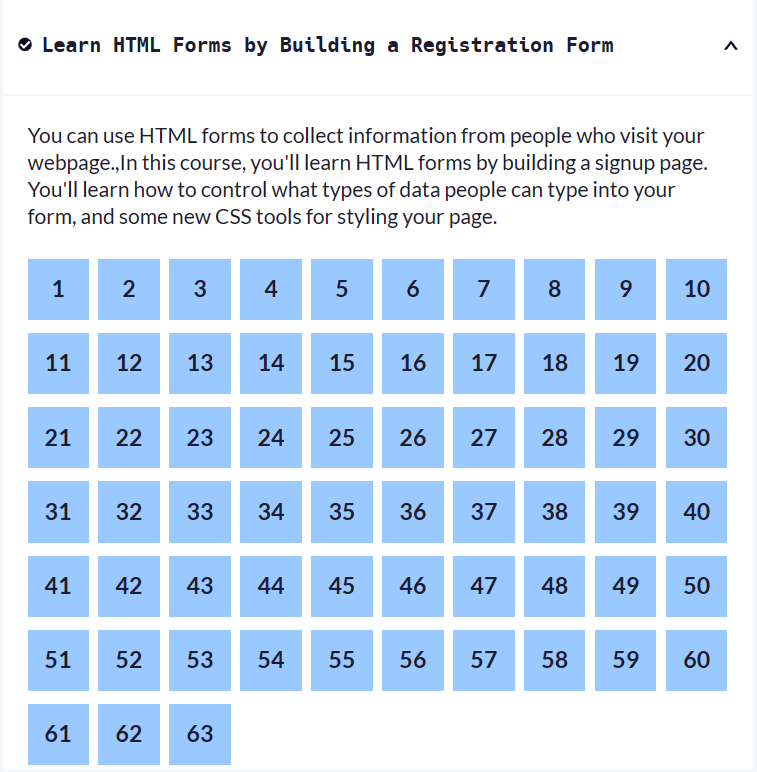 Learn HTML Forms by Building a Registration Form
You can use HTML forms to collect information from people who visit your
webpage.,In this course, you'll learn HTML forms by building a signup page.
You'll learn how to control what types of data people can type into your
form, and some new CSS tools for styling your page.
1 2 3 4 5 6 7 8 9 10
11 12 13 14 15 16 17 18 19 20
21 22 23 24 25 26 27 28 29 30
31 32 33 34 35 36 37 38 39 40
41 42 43 44 45 46 47 48 49 50
51 52 53 54 55 56 57 58 59 60
61 62 63